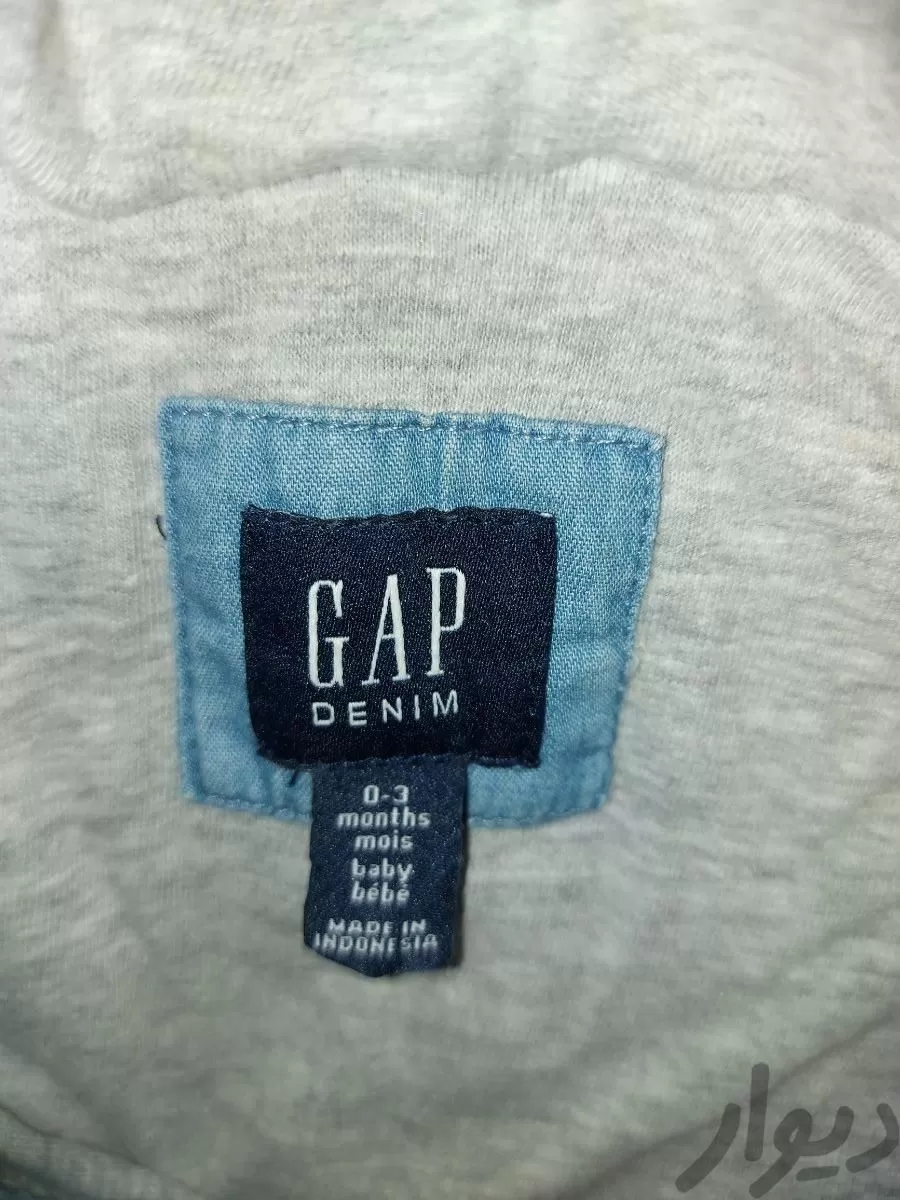 GAP
DENIM
0-3
months
mois
baby
bébé
MADE IN
INDONESIA
دیوار